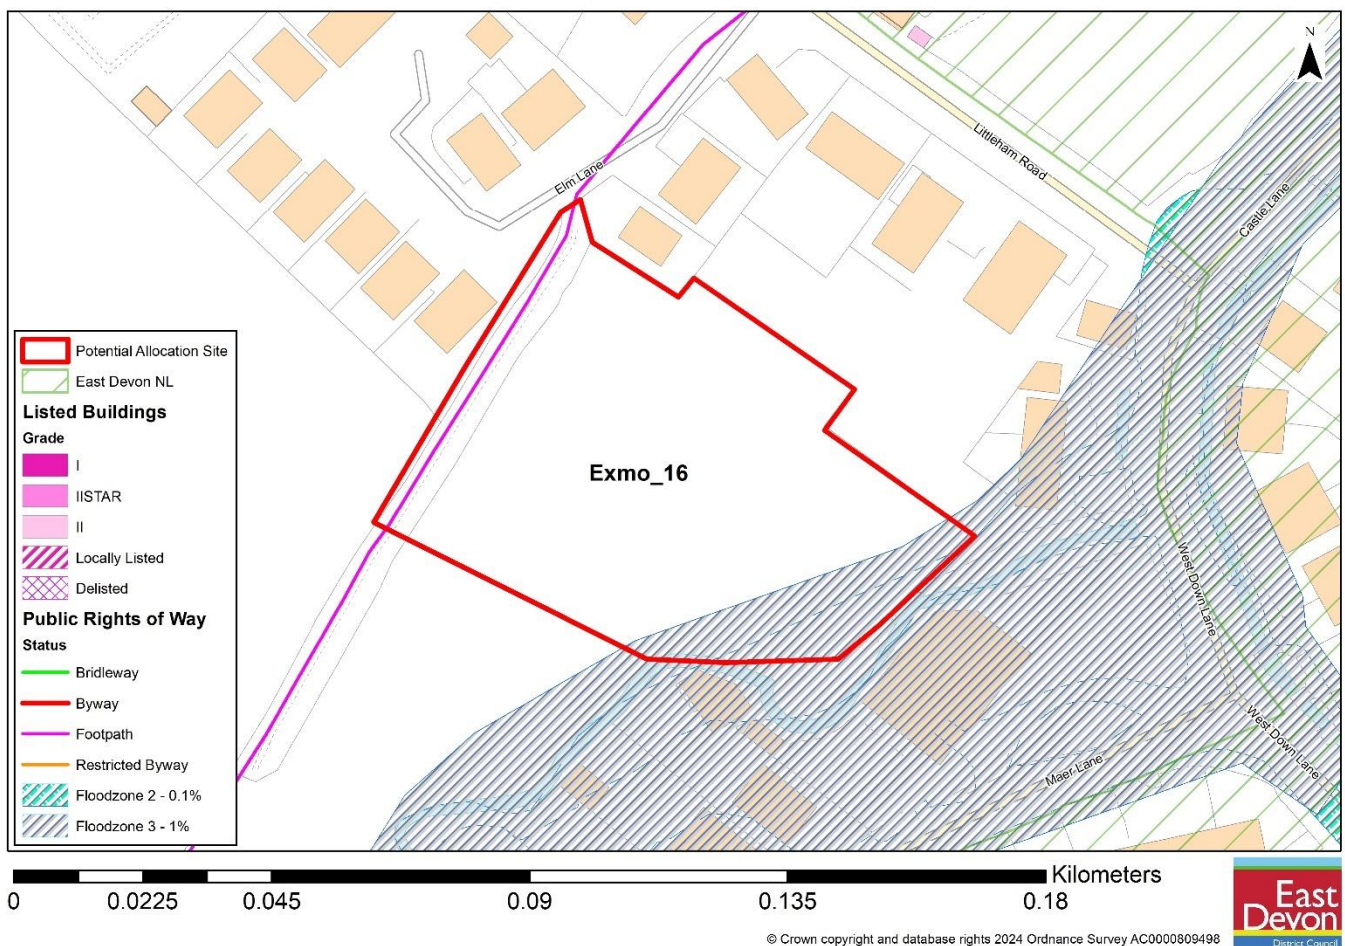 N
Littleham Road
Elm Lane
Castle Lane
Exmo_16
West Down Lane
West Down Lane
Maer Lane
Potential Allocation Site
East Devon NL
Listed Buildings
Grade
I
IISTAR
II
Locally Listed
Delisted
Public Rights of Way
Status
Bridleway
Byway
Footpath
Restricted Byway
Floodzone 2 - 0.1%
Floodzone 3 - 1%
Kilometers
0 0.0225 0.045 0.09 0.135 0.18
East
Devon
District Council
© Crown copyright and database rights 2024 Ordnance Survey AC0000809498